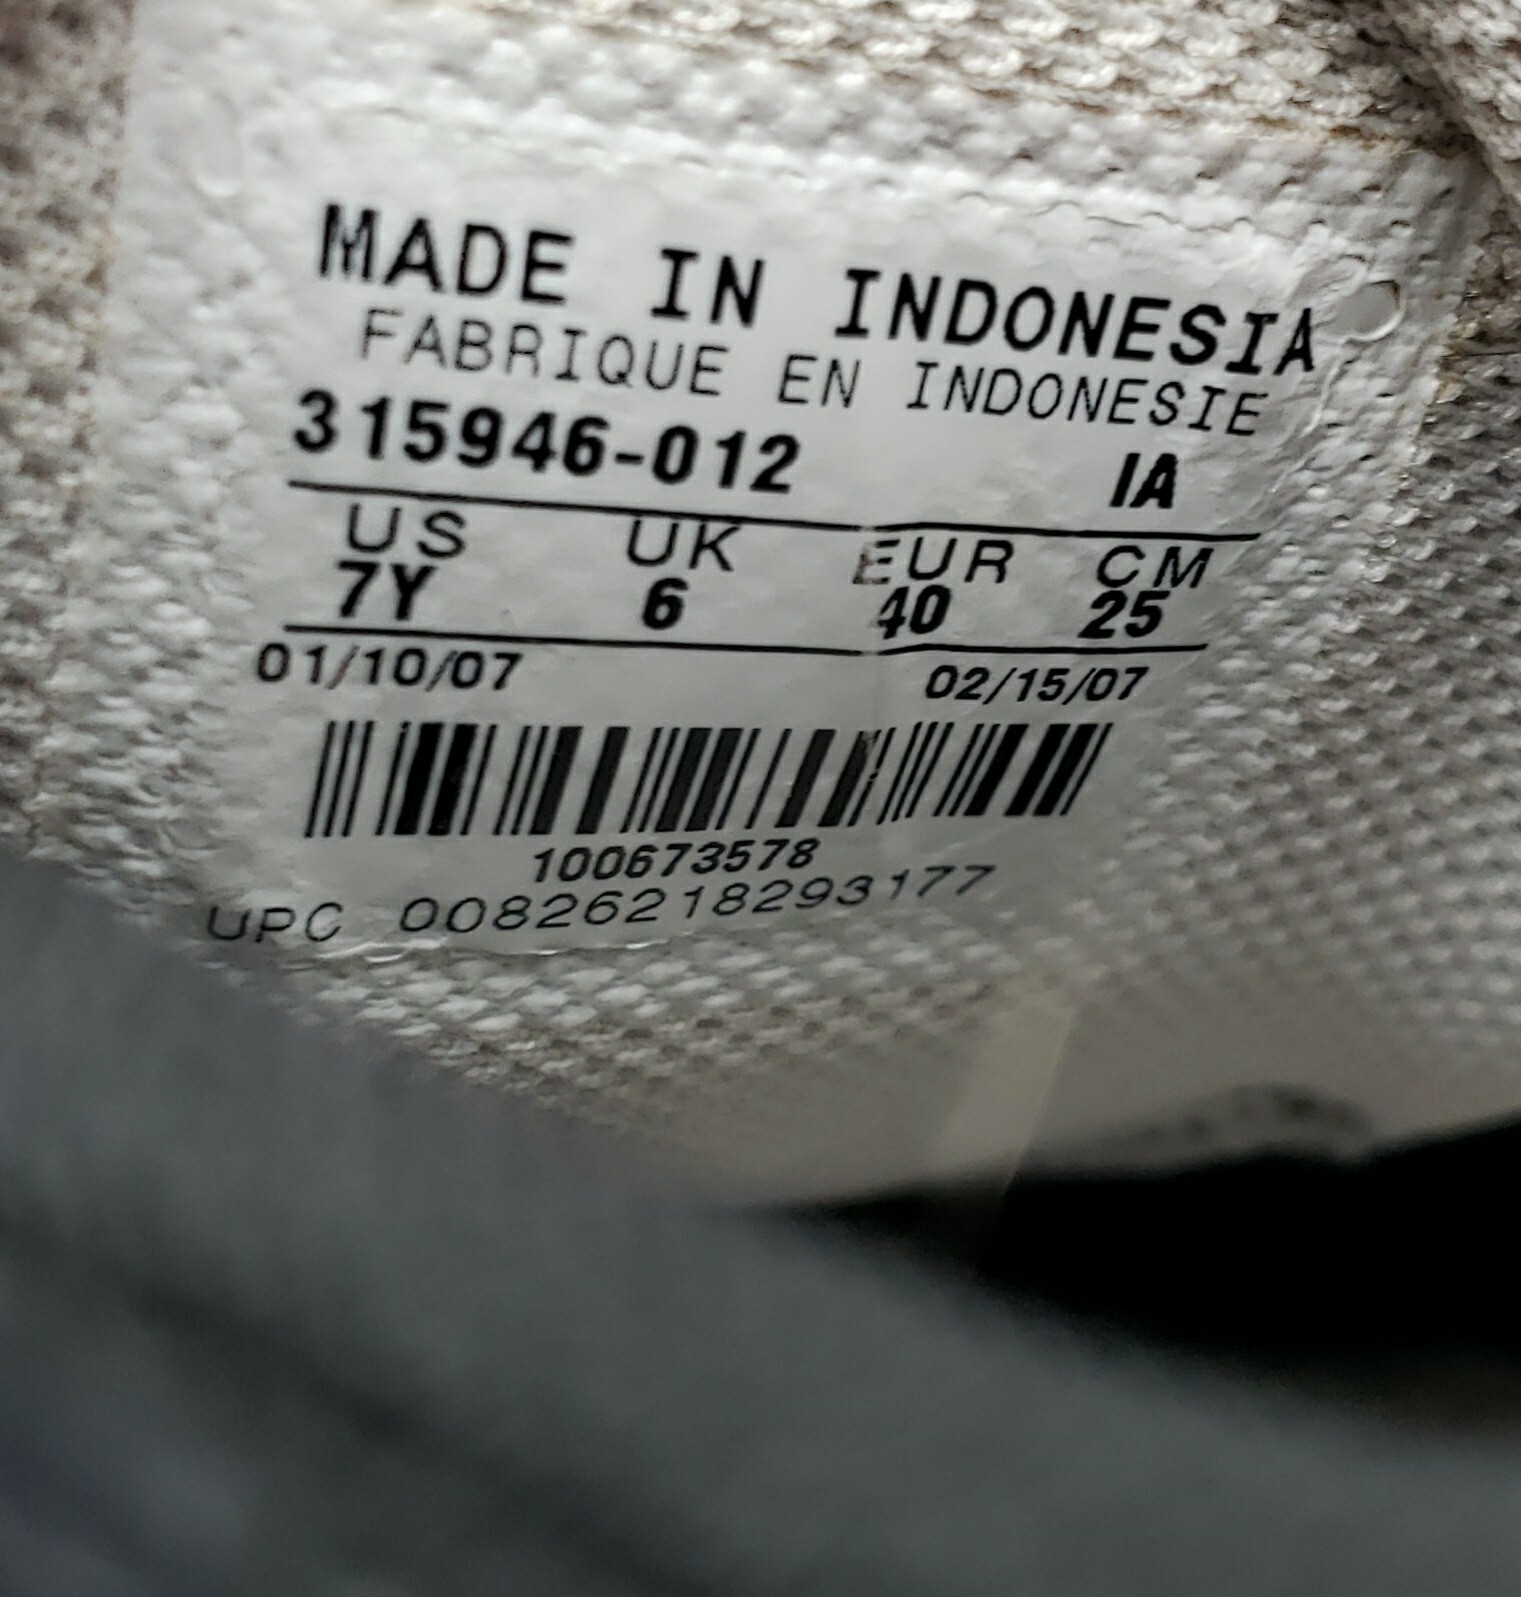 MADE IN INDONESIA
FABRIQUE EN INDONESIE
315946-012 IA
US UK EUR CM
7Y 6 40 25
01/10/07 02/15/07
100673578
UPC 00826218293177